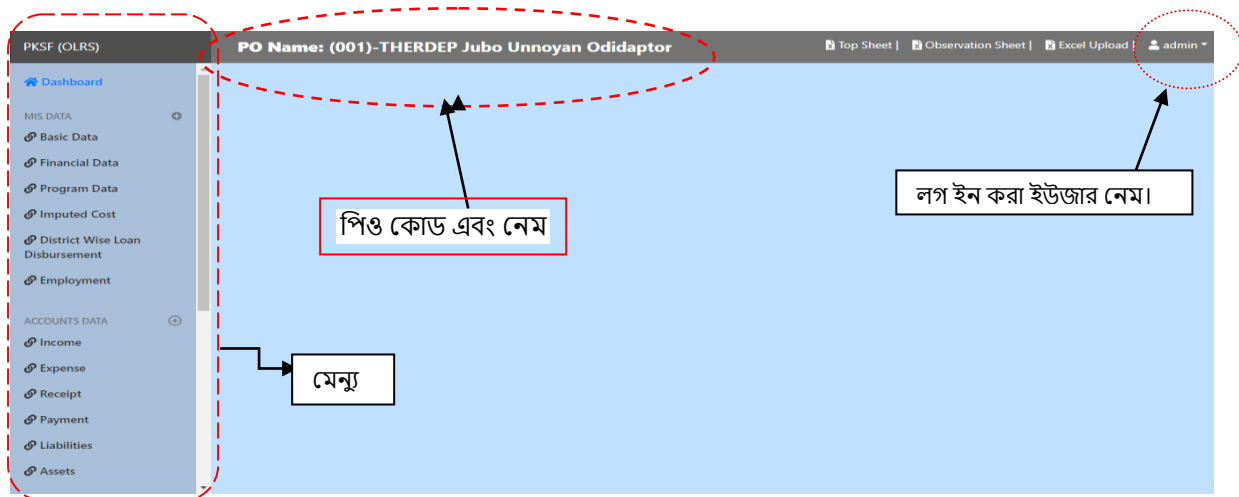 PKSF (OLRS)
PO Name: (001)-THERDEP Jubo Unnoyan Odidaptor
Top Sheet |
Observation Sheet |
Excel Upload |
admin
Dashboard
MIS DATA
Basic Data
Financial Data
Program Data
Imputed Cost
District Wise Loan
Disbursement
Employment
ACCOUNTS DATA
Income
Expense
Receipt
Payment
Liabilities
Assets
পিও কোড এবং নেম
লগ ইন করা ইউজার নেম।
মেন্যু